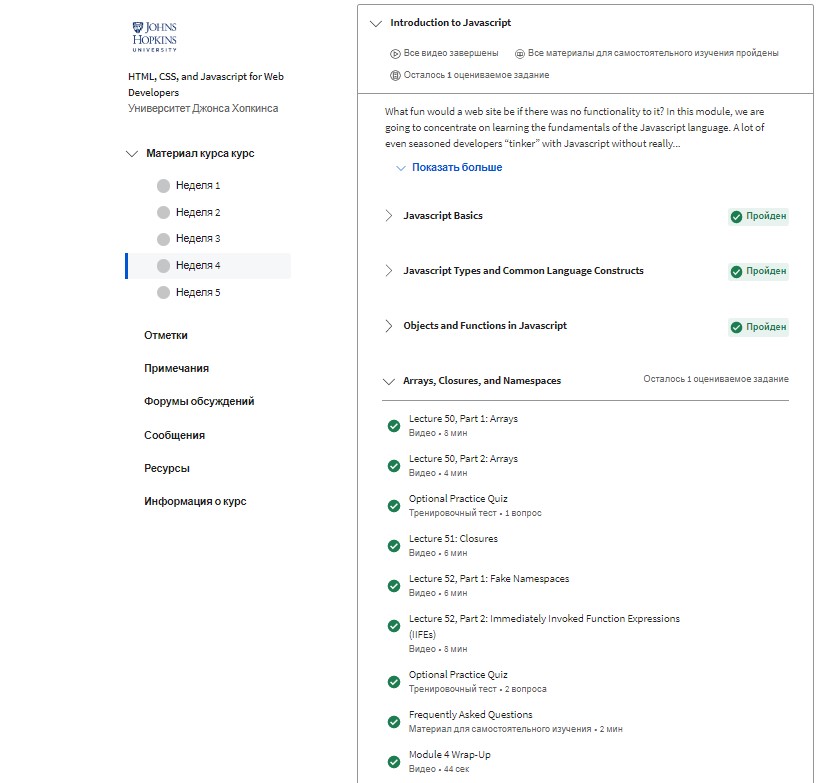 JOHNS
HOPKINS
UNIVERSITY
HTML, CSS, and Javascript for Web
Developers
Университет Джонса Хопкинса
Материал курса курс
Неделя 1
Неделя 2
Неделя 3
Неделя 4
Неделя 5
Отметки
Примечания
Форумы обсуждений
Сообщения
Ресурсы
Информация о курс
Introduction to Javascript
Все видео завершены
Все материалы для самостоятельного изучения пройдены
Осталось 1 оцениваемое задание
What fun would a web site be if there was no functionality to it? In this module, we are
going to concentrate on learning the fundamentals of the Javascript language. A lot of
even seasoned developers “tinker” with Javascript without really...
Показать больше
Javascript Basics
Пройден
Javascript Types and Common Language Constructs
Пройден
Objects and Functions in Javascript
Пройден
Arrays, Closures, and Namespaces
Осталось 1 оцениваемое задание
Lecture 50, Part 1: Arrays
Видео • 8 мин
Lecture 50, Part 2: Arrays
Видео • 4 мин
Optional Practice Quiz
Тренировочный тест • 1 вопрос
Lecture 51: Closures
Видео • 6 мин
Lecture 52, Part 1: Fake Namespaces
Видео • 6 мин
Lecture 52, Part 2: Immediately Invoked Function Expressions
(IIFEs)
Видео • 8 мин
Optional Practice Quiz
Тренировочный тест • 2 вопроса
Frequently Asked Questions
Материал для самостоятельного изучения • 2 мин
Module 4 Wrap-Up
Видео • 44 сек